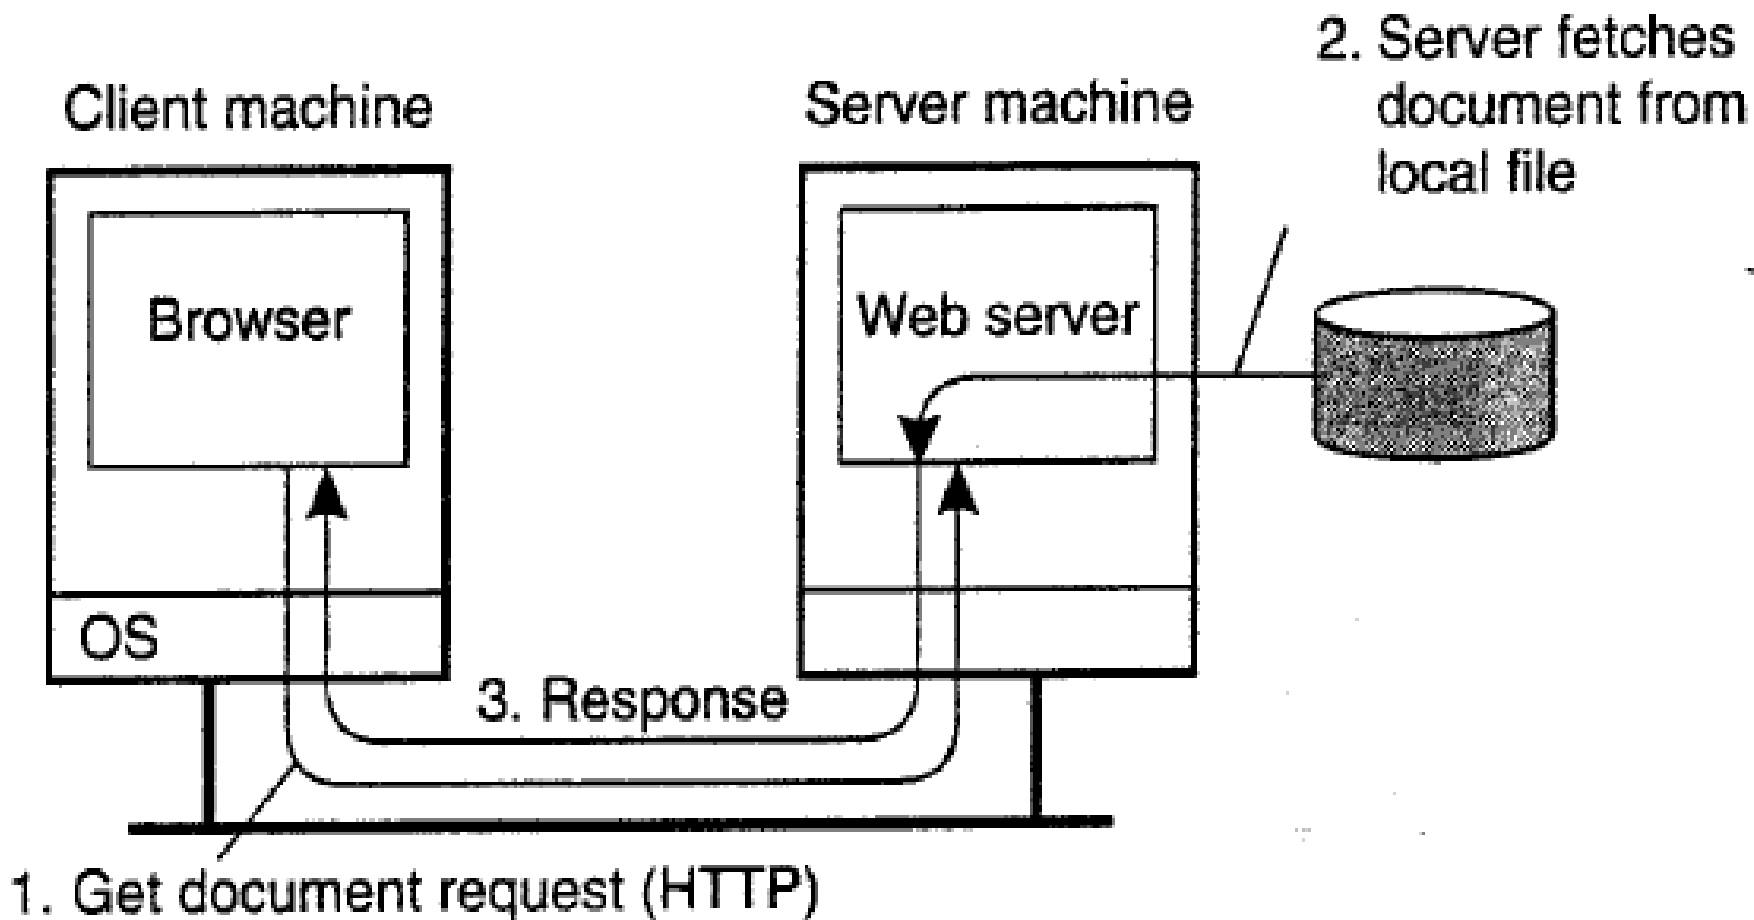 2. Server fetches
document from
local file
Client machine
Server machine
Browser
Web server
OS
3. Response
1. Get document request (HTTP)